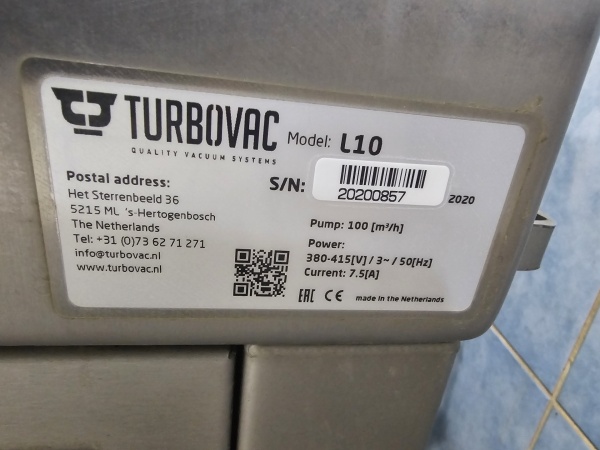 TURBOVAC
QUALITY VACUUM SYSTEMS
Model: L10
S/N: 20200857 2020
Postal address:
Het Sterrenbeeld 36
5215 ML 's-Hertogenbosch
The Netherlands
Tel: +31 (0)73 62 71 271
info@turbovac.nl
www.turbovac.nl
Pump: 100 [m³/h]
Power:
380-415[V] / 3~ / 50[Hz]
Current: 7.5[A]
EAC CE made in the Netherlands